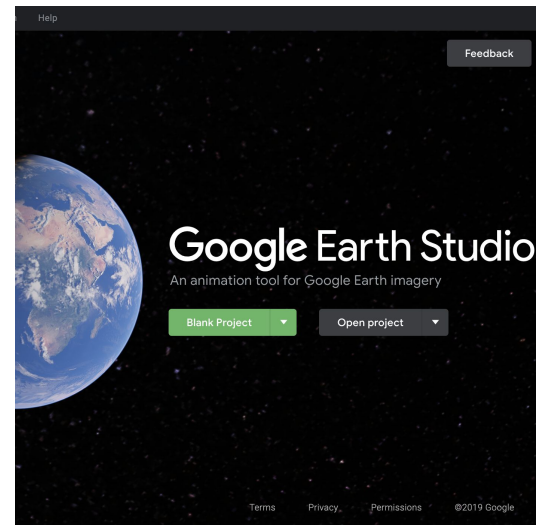 Help
Feedback
Google Earth Studio
An animation tool for Google Earth imagery
Blank Project
Open project
Terms Privacy Permissions ©2019 Google